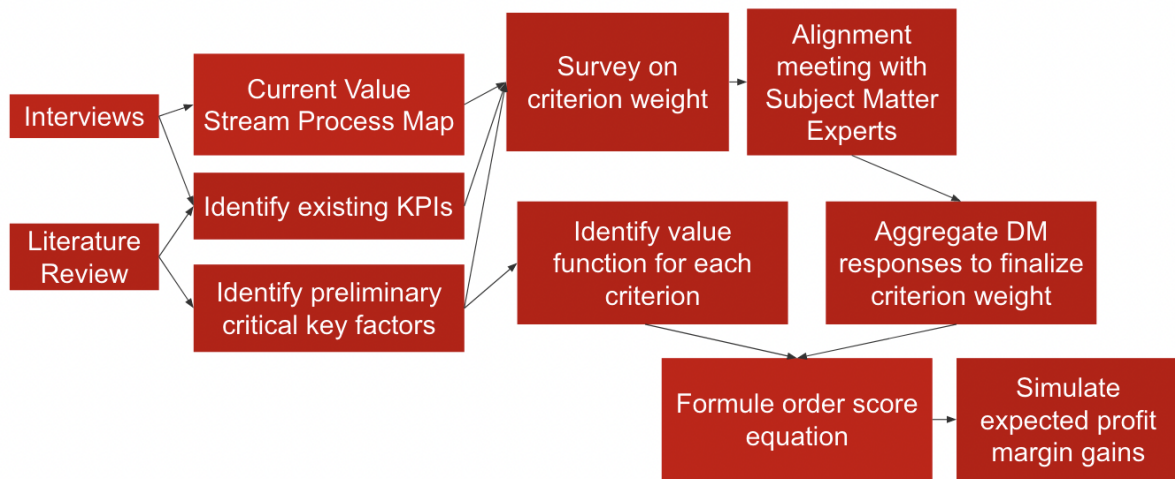 Interviews
Literature
Review
Current Value
Stream Process Map
Identify existing KPIs
Identify preliminary
critical key factors
Survey on
criterion weight
Alignment
meeting with
Subject Matter
Experts
Identify value
function for each
criterion
Aggregate DM
responses to finalize
criterion weight
Formule order score
equation
Simulate
expected profit
margin gains